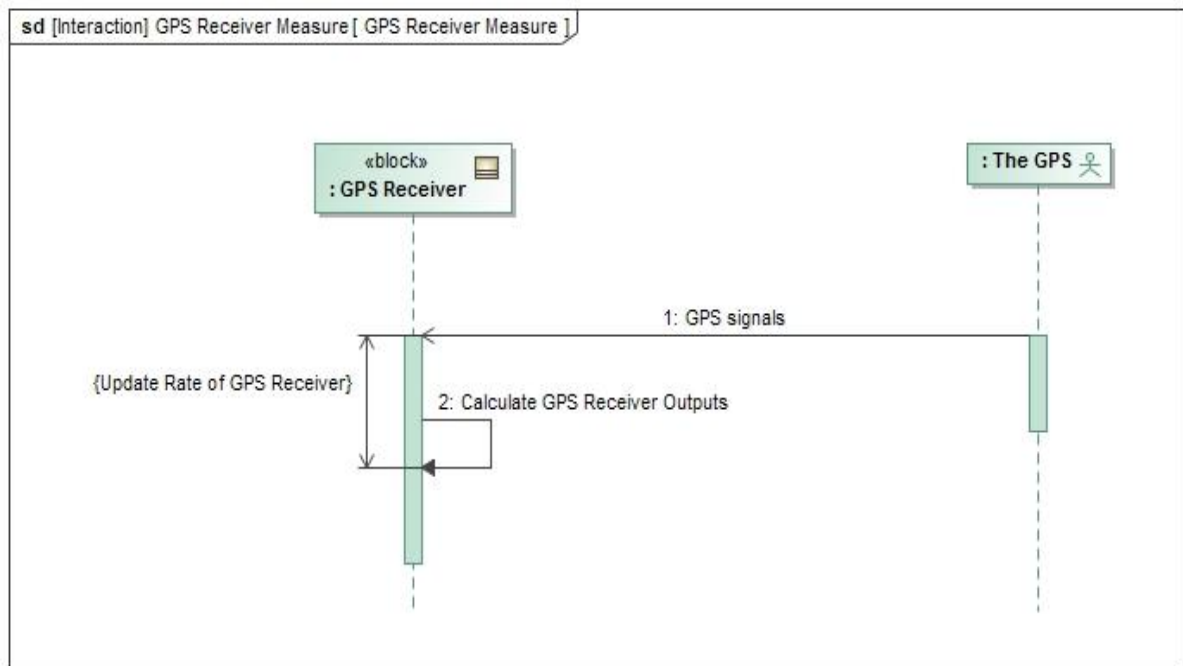 sd [Interaction] GPS Receiver Measure [ GPS Receiver Measure ]
«block»
: GPS Receiver
: The GPS
1: GPS signals
{Update Rate of GPS Receiver}
2: Calculate GPS Receiver Outputs